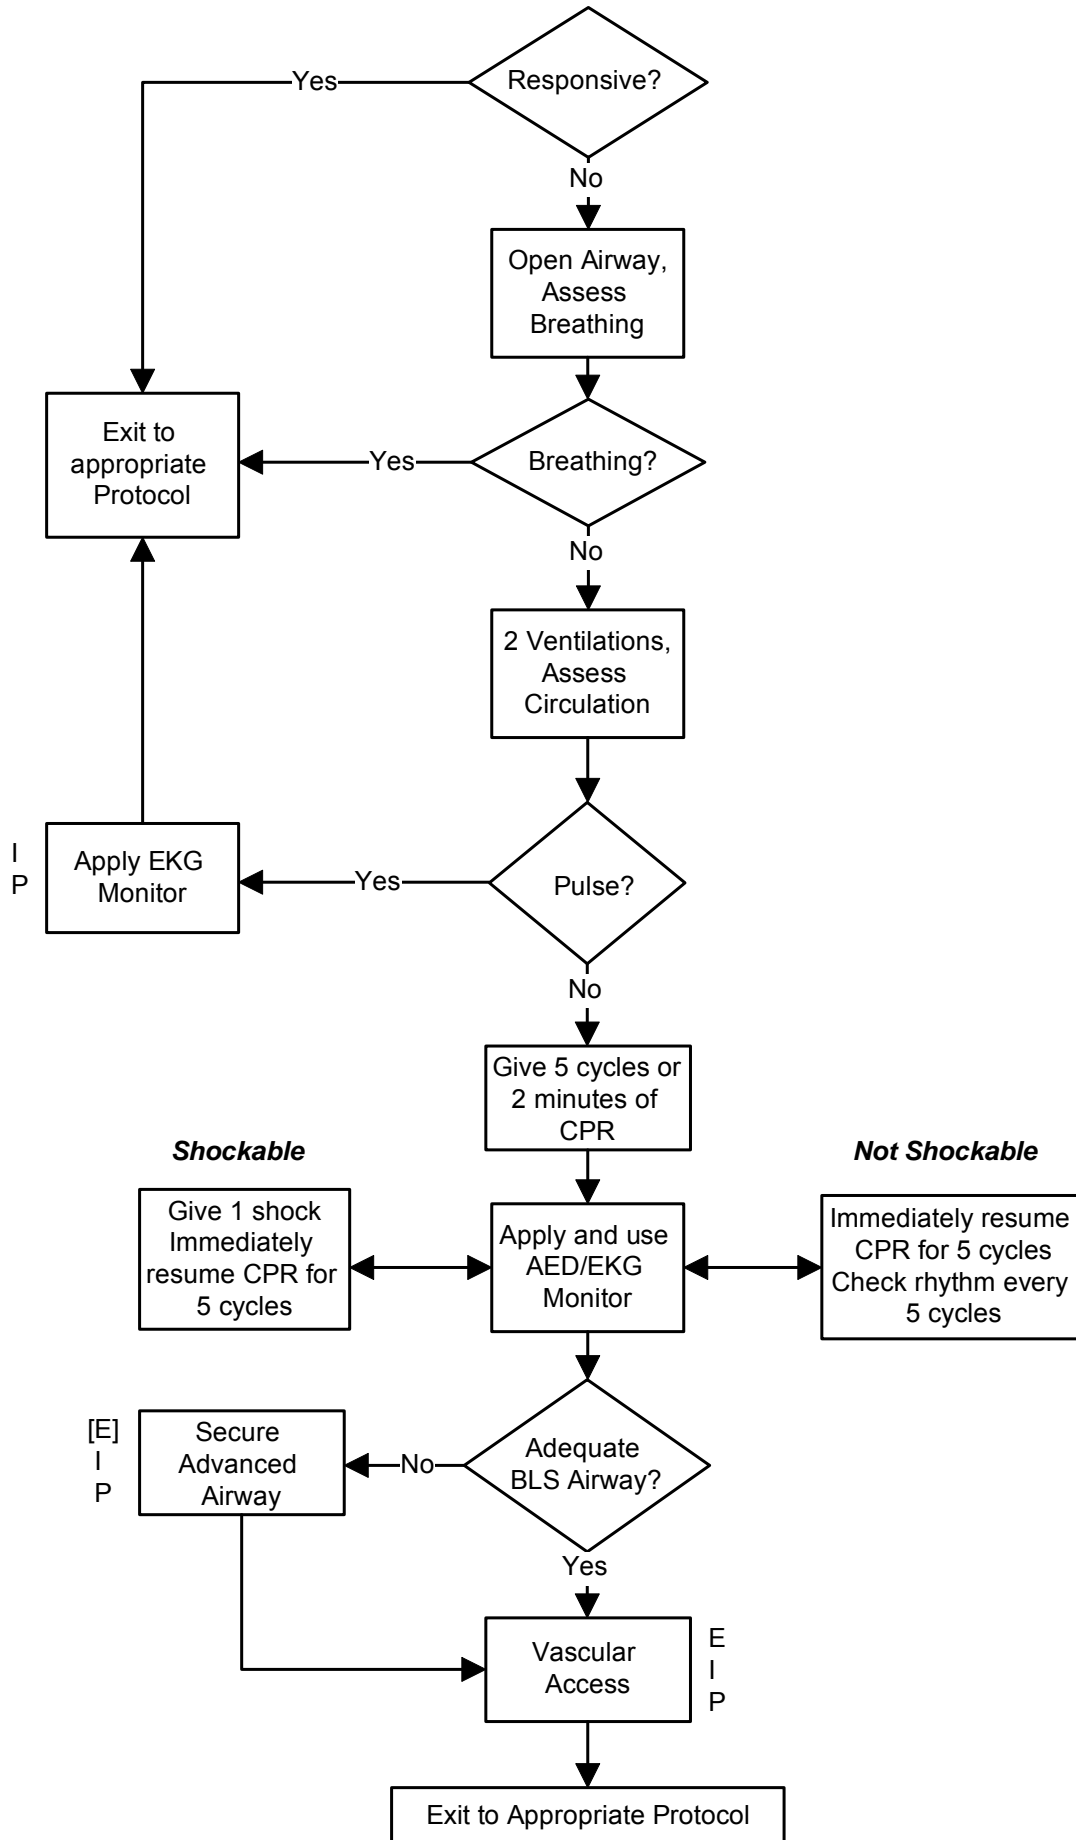 Responsive?
Yes
No
Open Airway,
Assess
Breathing
Exit to
appropriate
Protocol
Yes
Breathing?
No
2 Ventilations,
Assess
Circulation
I
P
Apply EKG
Monitor
Yes
Pulse?
No
Give 5 cycles or
2 minutes of
CPR
Shockable
Not Shockable
Give 1 shock
Immediately
resume CPR for
5 cycles
Apply and use
AED/EKG
Monitor
Immediately resume
CPR for 5 cycles
Check rhythm every
5 cycles
[E]
I
P
Secure
Advanced
Airway
No
Adequate
BLS Airway?
Yes
Vascular
Access
E
I
P
Exit to Appropriate Protocol